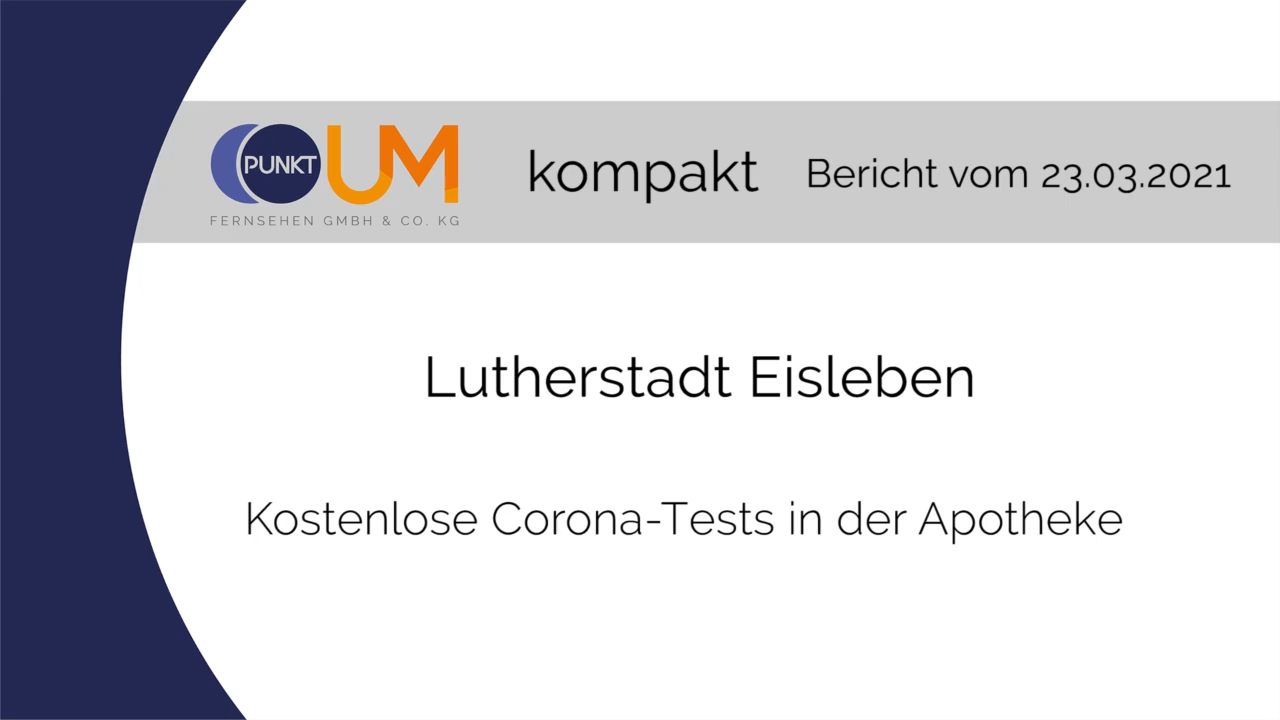 PUNKT UM
FERNSEHEN GMBH & CO. KG
kompakt Bericht vom 23.03.2021
Lutherstadt Eisleben
Kostenlose Corona-Tests in der Apotheke